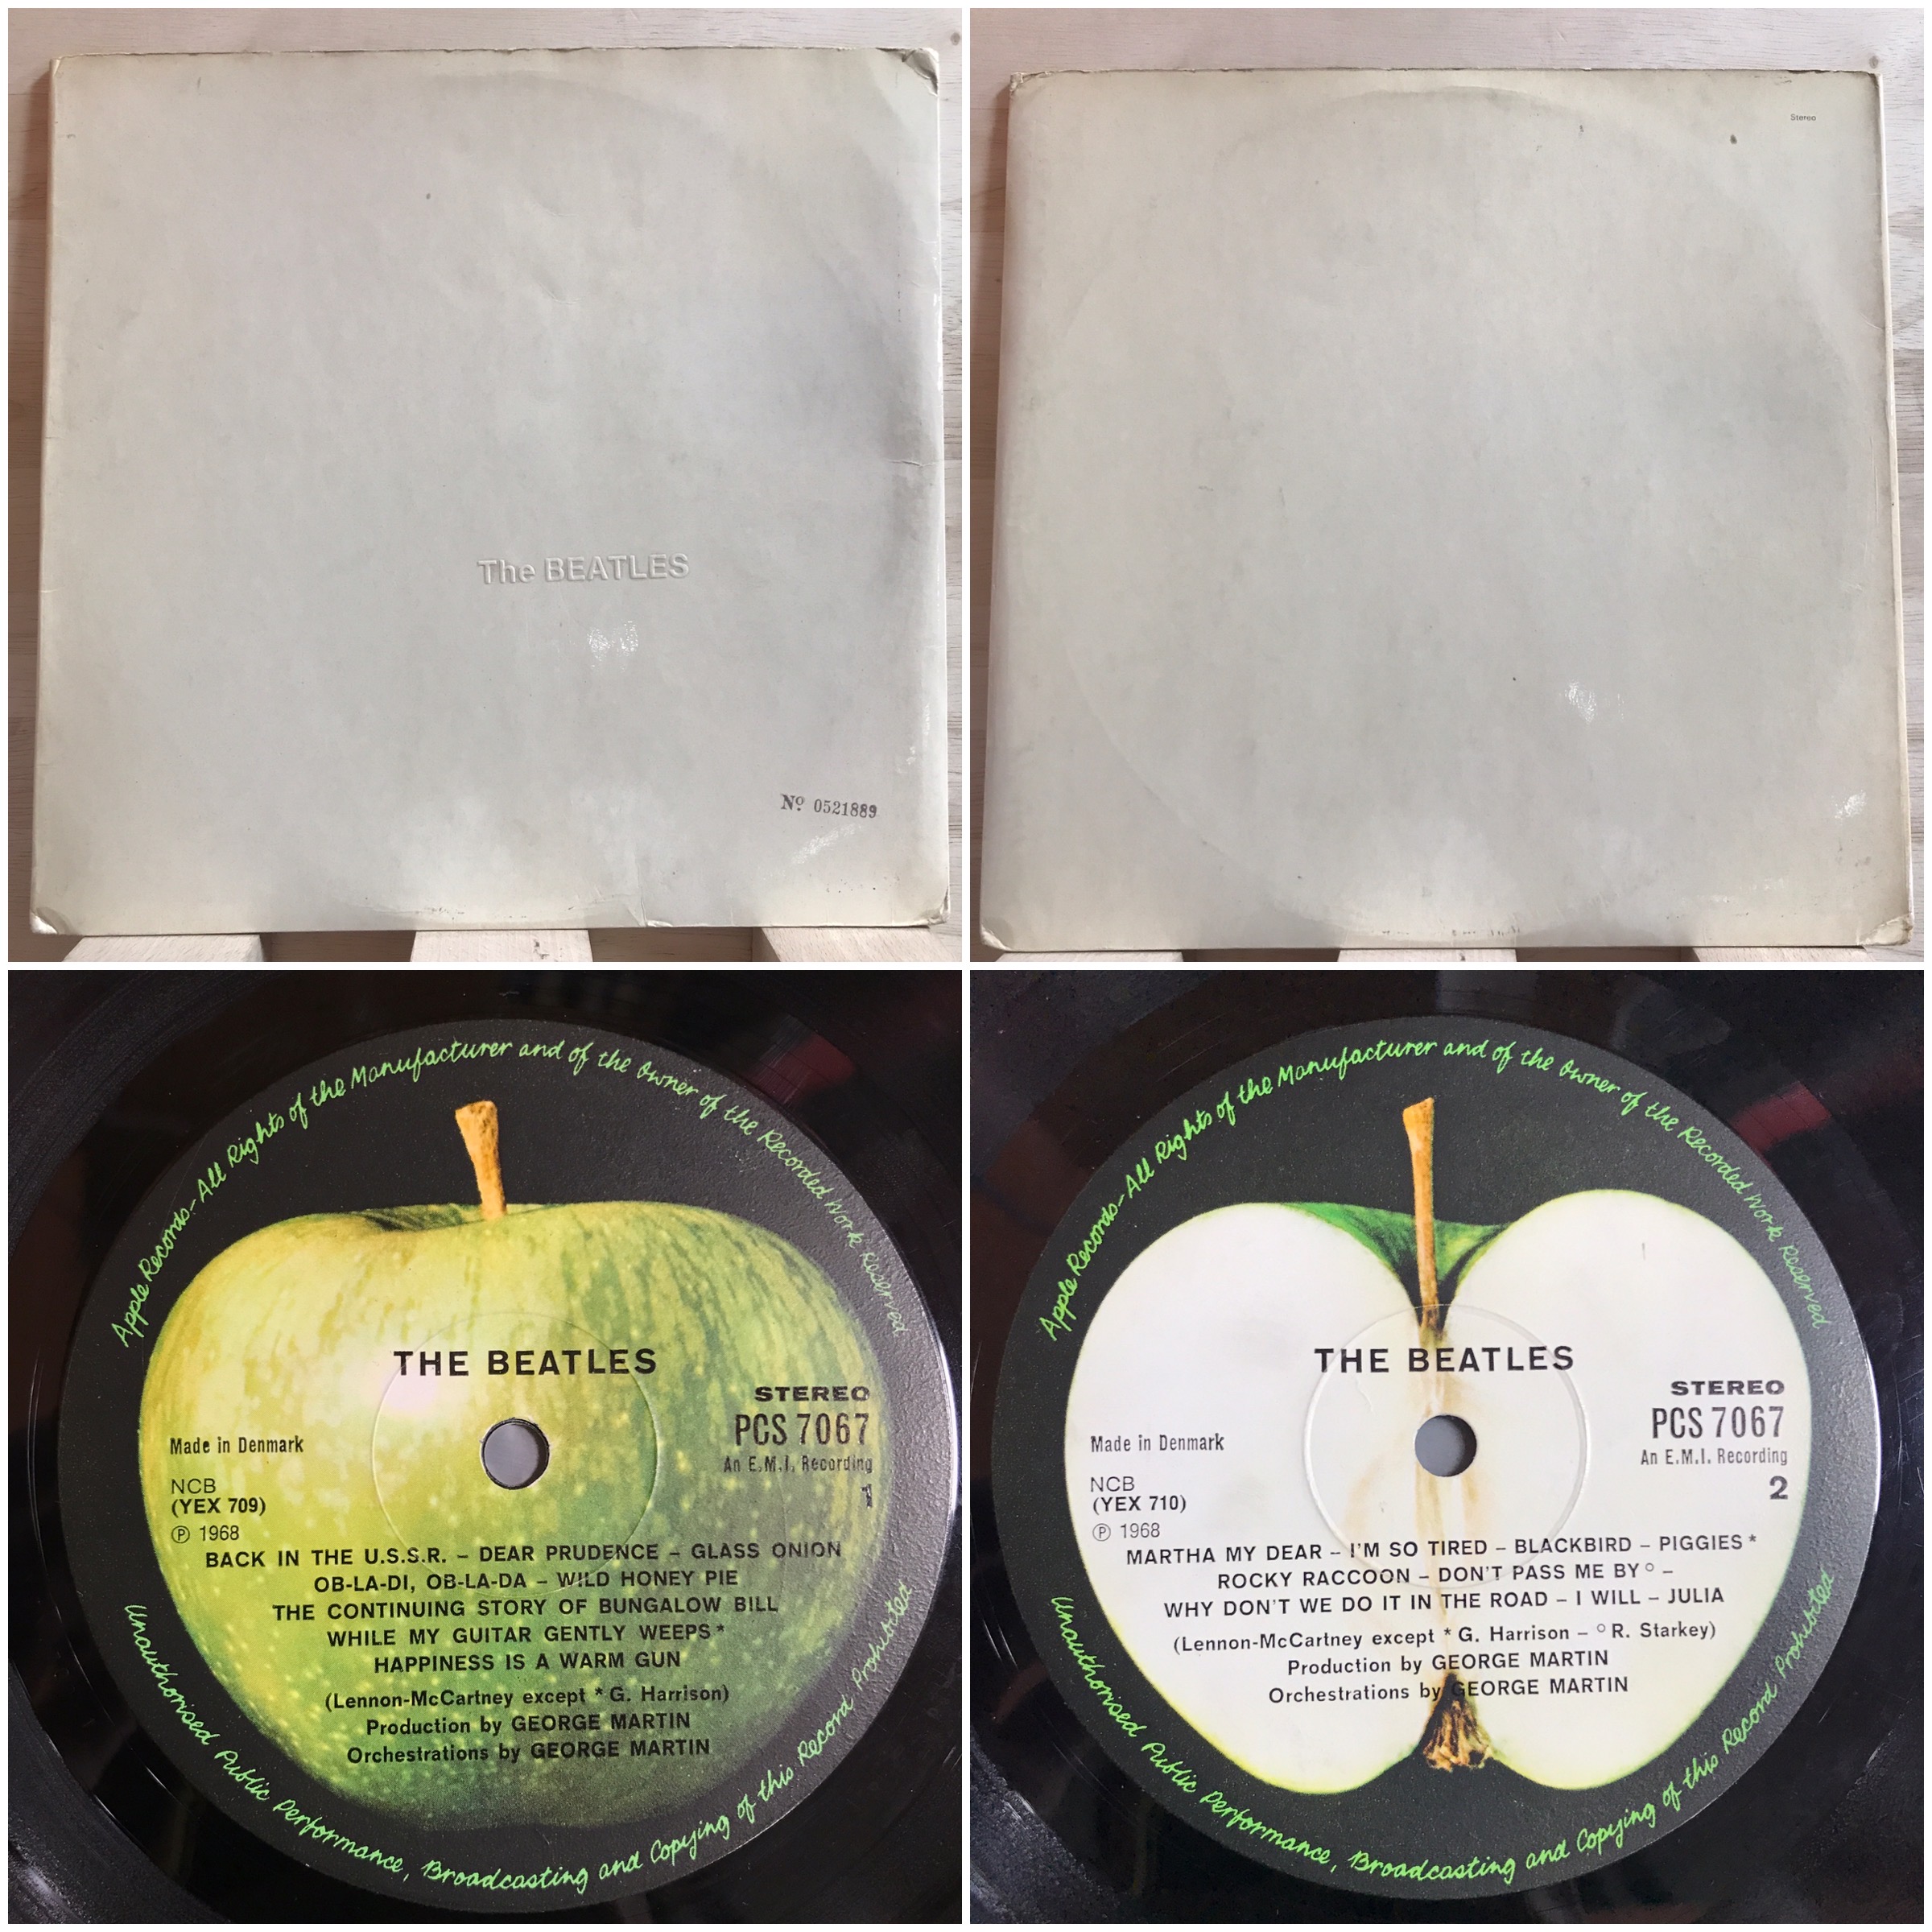 The BEATLES
Nº 0521889
Stereo
Apple Records-All Rights of the Manufacturer and of the Owner of the Recorded Work Reserved
THE BEATLES
STEREO
PCS 7067
An E.M.I. Recording
1
Made in Denmark
NCB
(YEX 709)
℗ 1968
BACK IN THE U.S.S.R. – DEAR PRUDENCE – GLASS ONION
OB-LA-DI, OB-LA-DA – WILD HONEY PIE
THE CONTINUING STORY OF BUNGALOW BILL
WHILE MY GUITAR GENTLY WEEPS*
HAPPINESS IS A WARM GUN
(Lennon-McCartney except * G. Harrison)
Production by GEORGE MARTIN
Orchestrations by GEORGE MARTIN
Unauthorised Public Performance, Broadcasting and Copying of this Record Prohibited
Apple Records-All Rights of the Manufacturer and of the Owner of the Recorded Work Reserved
THE BEATLES
STEREO
PCS 7067
An E.M.I. Recording
2
Made in Denmark
NCB
(YEX 710)
℗ 1968
MARTHA MY DEAR – I'M SO TIRED – BLACKBIRD – PIGGIES *
ROCKY RACCOON – DON'T PASS ME BY ° –
WHY DON'T WE DO IT IN THE ROAD – I WILL – JULIA
(Lennon-McCartney except * G. Harrison – ° R. Starkey)
Production by GEORGE MARTIN
Orchestrations by GEORGE MARTIN
Unauthorised Public Performance, Broadcasting and Copying of this Record Prohibited